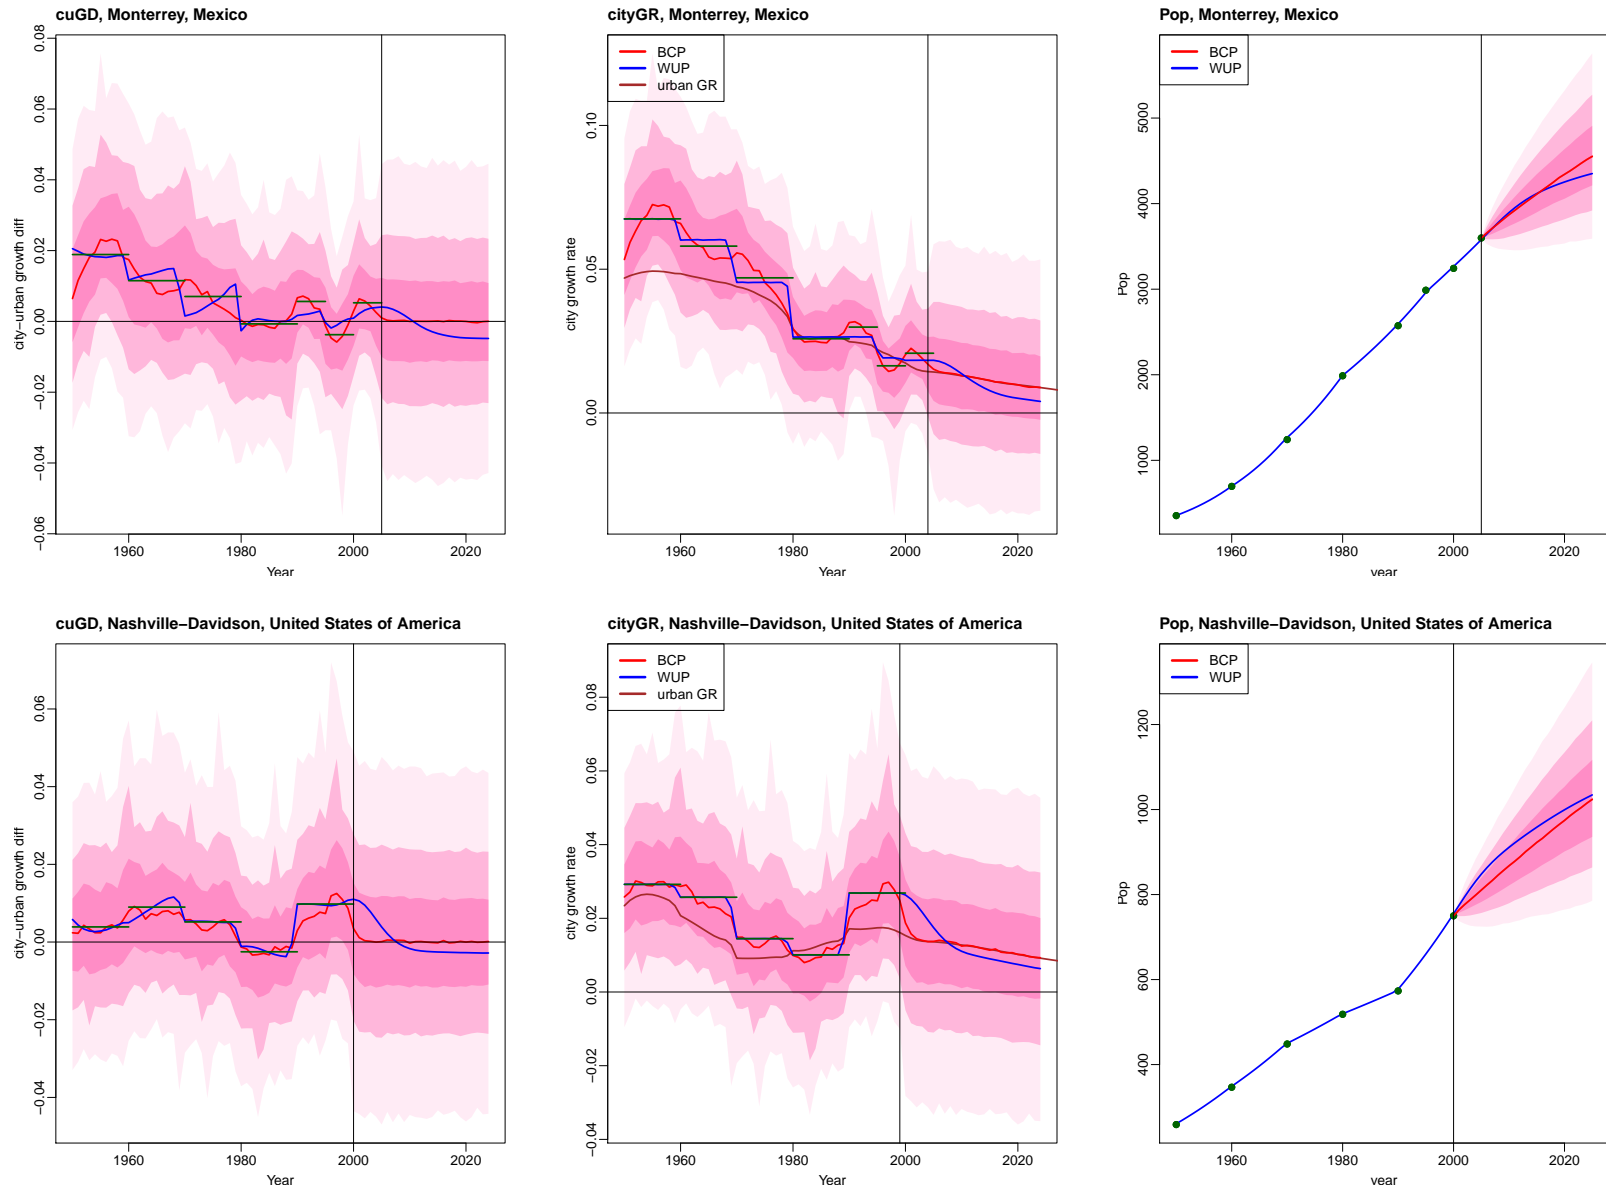 cuGD, Monterrey, Mexico
city−urban growth diff
0.08
0.06
0.04
0.02
0.00
−0.02
−0.04
−0.06
1960 1980 2000 2020
Year
cityGR, Monterrey, Mexico
BCP
WUP
urban GR
city growth rate
0.10
0.05
0.00
1960 1980 2000 2020
Year
Pop, Monterrey, Mexico
BCP
WUP
Pop
5000
4000
3000
2000
1000
1960 1980 2000 2020
year
cuGD, Nashville−Davidson, United States of America
city−urban growth diff
0.06
0.04
0.02
0.00
−0.02
−0.04
1960 1980 2000 2020
Year
cityGR, Nashville−Davidson, United States of America
BCP
WUP
urban GR
city growth rate
0.08
0.06
0.04
0.02
0.00
−0.02
−0.04
1960 1980 2000 2020
Year
Pop, Nashville−Davidson, United States of America
BCP
WUP
Pop
1200
1000
800
600
400
1960 1980 2000 2020
year